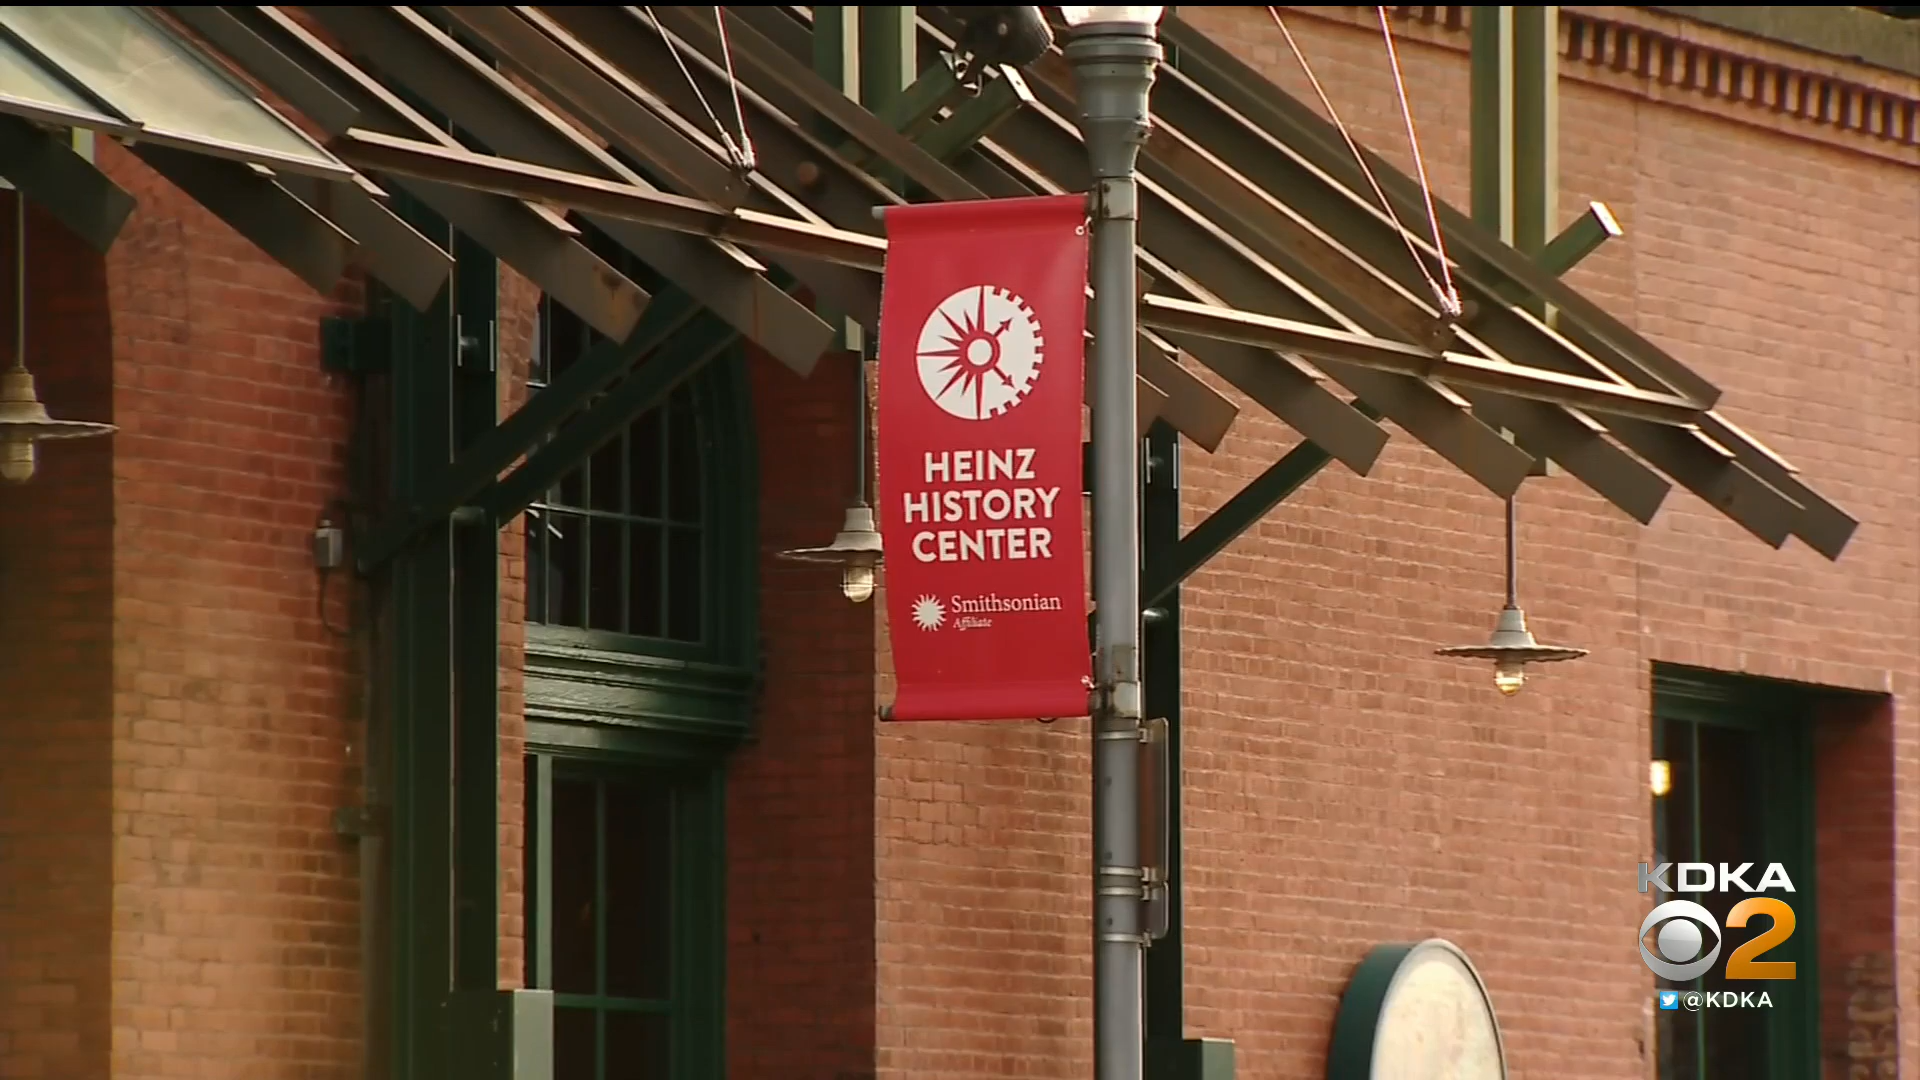 HEINZ
HISTORY
CENTER
Smithsonian
Affiliate
KDKA
2
@KDKA